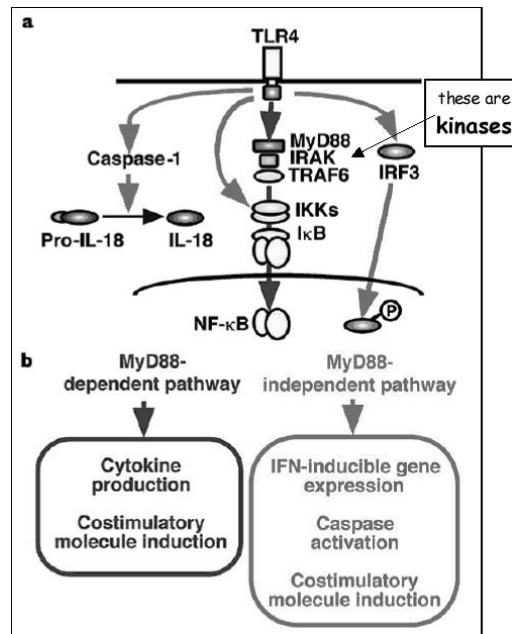 a
TLR4
these are
kinases
MyD88
IRAK
TRAF6
Caspase-1
IRF3
IKKs
IκB
Pro-IL-18
IL-18
NF-κB
P
b
MyD88-
dependent pathway
MyD88-
independent pathway
Cytokine
production
Costimulatory
molecule induction
IFN-inducible gene
expression
Caspase
activation
Costimulatory
molecule induction